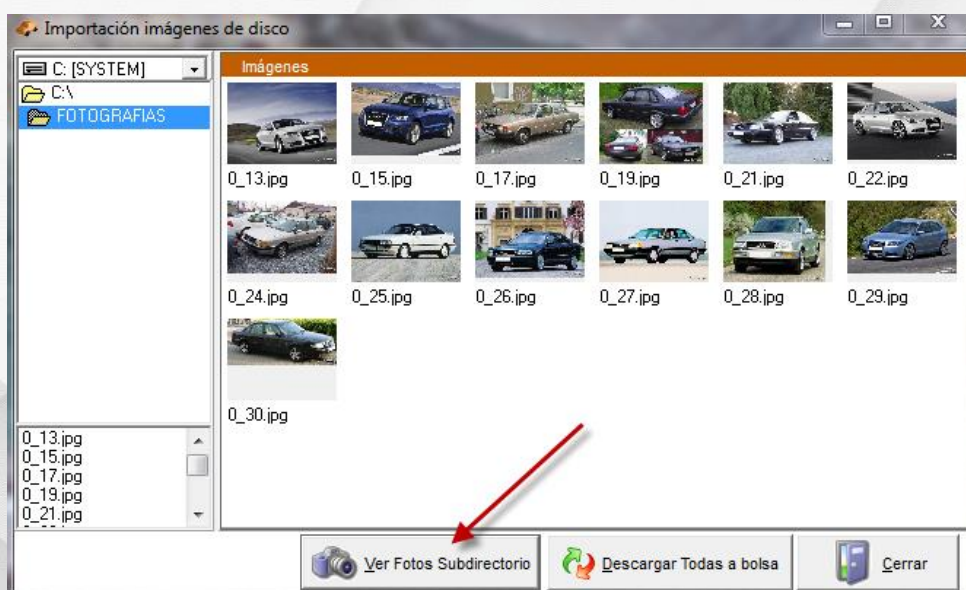 Importación imágenes de disco
C: [SYSTEM]
C:\
FOTOGRAFIAS
Imágenes
0_13.jpg
0_15.jpg
0_17.jpg
0_19.jpg
0_21.jpg
0_22.jpg
0_24.jpg
0_25.jpg
0_26.jpg
0_27.jpg
0_28.jpg
0_29.jpg
0_30.jpg
0_13.jpg
0_15.jpg
0_17.jpg
0_19.jpg
0_21.jpg
Ver Fotos Subdirectorio
Descargar Todas a bolsa
Cerrar